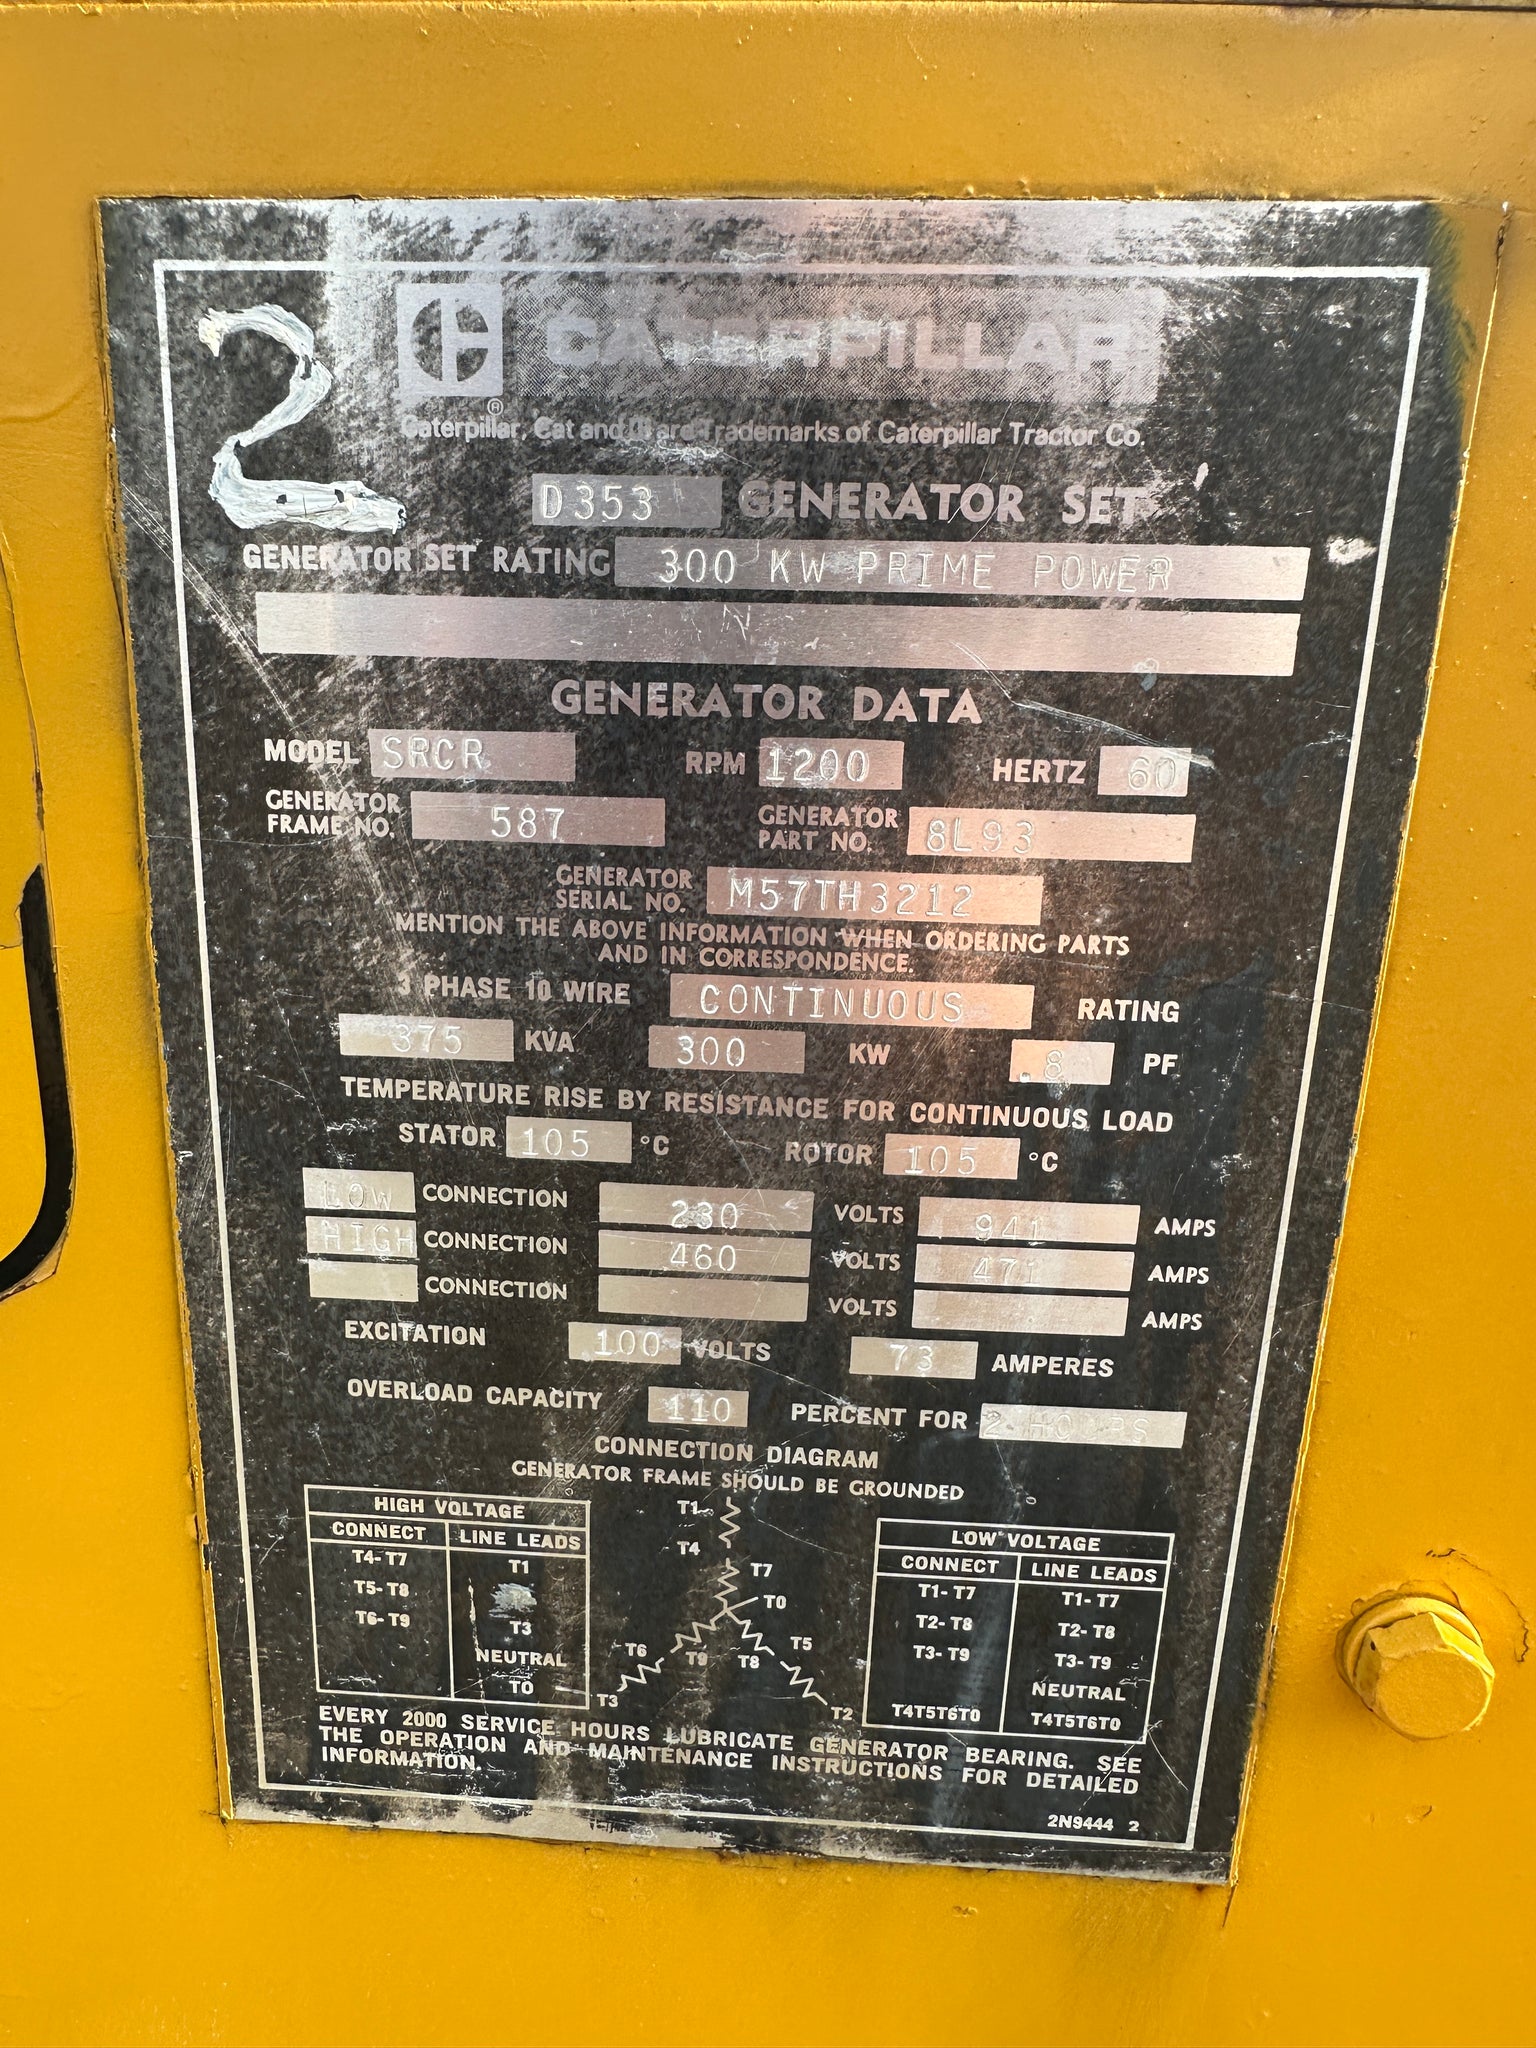 2
CATERPILLAR
Caterpillar, Cat and are Trademarks of Caterpillar Tractor Co.
D353 GENERATOR SET
GENERATOR SET RATING 300 KW PRIME POWER
GENERATOR DATA
MODEL SRCR RPM 1200 HERTZ 60
GENERATOR FRAME NO. 587 GENERATOR PART NO. 8L93
GENERATOR SERIAL NO. M57TH3212
MENTION THE ABOVE INFORMATION WHEN ORDERING PARTS
AND IN CORRESPONDENCE.
3 PHASE 10 WIRE CONTINUOUS RATING
375 KVA 300 KW .8 PF
TEMPERATURE RISE BY RESISTANCE FOR CONTINUOUS LOAD
STATOR 105 °C ROTOR 105 °C
LOW CONNECTION 230 VOLTS 941 AMPS
HIGH CONNECTION 460 VOLTS 471 AMPS
CONNECTION VOLTS AMPS
EXCITATION 100 VOLTS 73 AMPERES
OVERLOAD CAPACITY 110 PERCENT FOR 2 HOURS
CONNECTION DIAGRAM
GENERATOR FRAME SHOULD BE GROUNDED
HIGH VOLTAGE
CONNECT LINE LEADS
T4-T7 T1
T5-T8
T6-T9 T3
NEUTRAL
T0
T1
T4
T7
T0
T6 T9 T8 T5
T3 T2
LOW VOLTAGE
CONNECT LINE LEADS
T1-T7 T1-T7
T2-T8 T2-T8
T3-T9 T3-T9
NEUTRAL
T4T5T6T0 T4T5T6T0
EVERY 2000 SERVICE HOURS LUBRICATE GENERATOR BEARING. SEE
THE OPERATION AND MAINTENANCE INSTRUCTIONS FOR DETAILED
INFORMATION.
2N9444 2